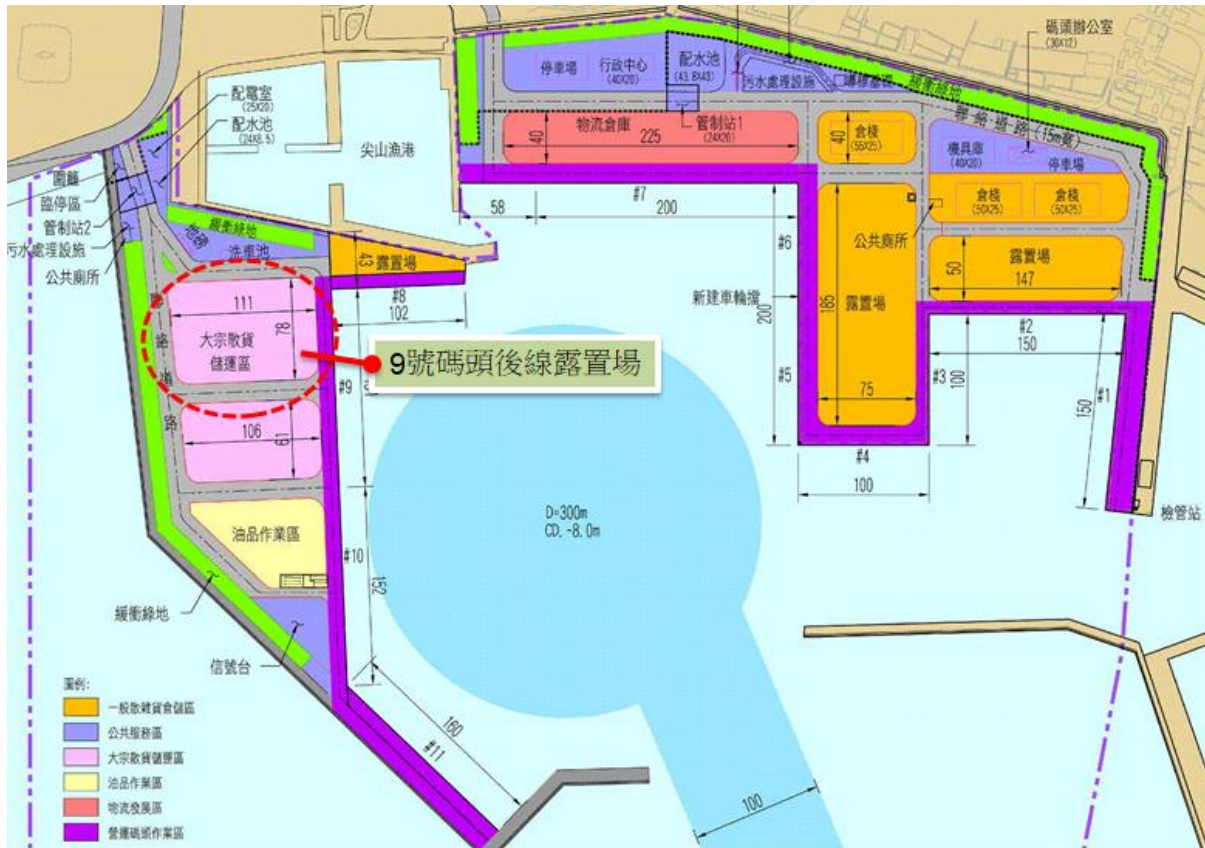 碼頭辦公室
(30X12)
停車場
行政中心
(40X20)
配水池
(43.8X43)
污水處理設施
緩衝綠地
聯絡道路(15m寬)
配電室
(25X20)
配水池
(24X8.5)
尖山漁港
40
物流倉庫
225
管制站1
(24X20)
40
倉棧
(55X25)
機具庫
(40X20)
停車場
圍牆
臨停區
管制站2
污水處理設施
公共廁所
地磅
緩衝綠地
洗車池
43
露置場
58
#7
200
倉棧
(50X25)
倉棧
(50X25)
公共廁所
#6
露置場
50
147
#8
102
新建車輪擋
200
185
露置場
#2
150
111
78
大宗散貨
儲運區
聯絡道路
9號碼頭後線露置場
#9
#5
75
#3
100
#1
150
106
61
#4
100
D=300m
CD. -8.0m
檢管站
油品作業區
#10
152
緩衝綠地
信號台
160
#11
100
圖例:
一般散雜貨倉儲區
公共服務區
大宗散貨儲運區
油品作業區
物流發展區
營運碼頭作業區